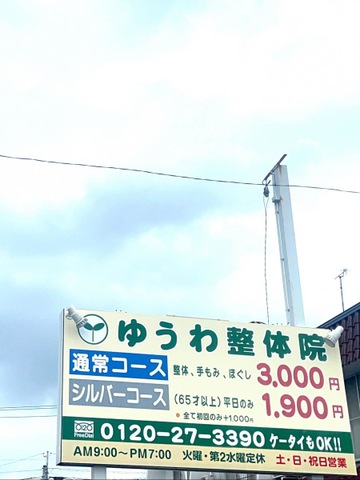 ゆうわ整体院
通常コース 整体、手もみ、ほぐし 3,000円
シルバーコース (65才以上)平日のみ 1,900円
※全て初回のみ+1,000円
FreeDial 0120-27-3390 ケータイもOK!!
AM9:00~PM7:00 火曜・第2水曜定休 土・日・祝日営業